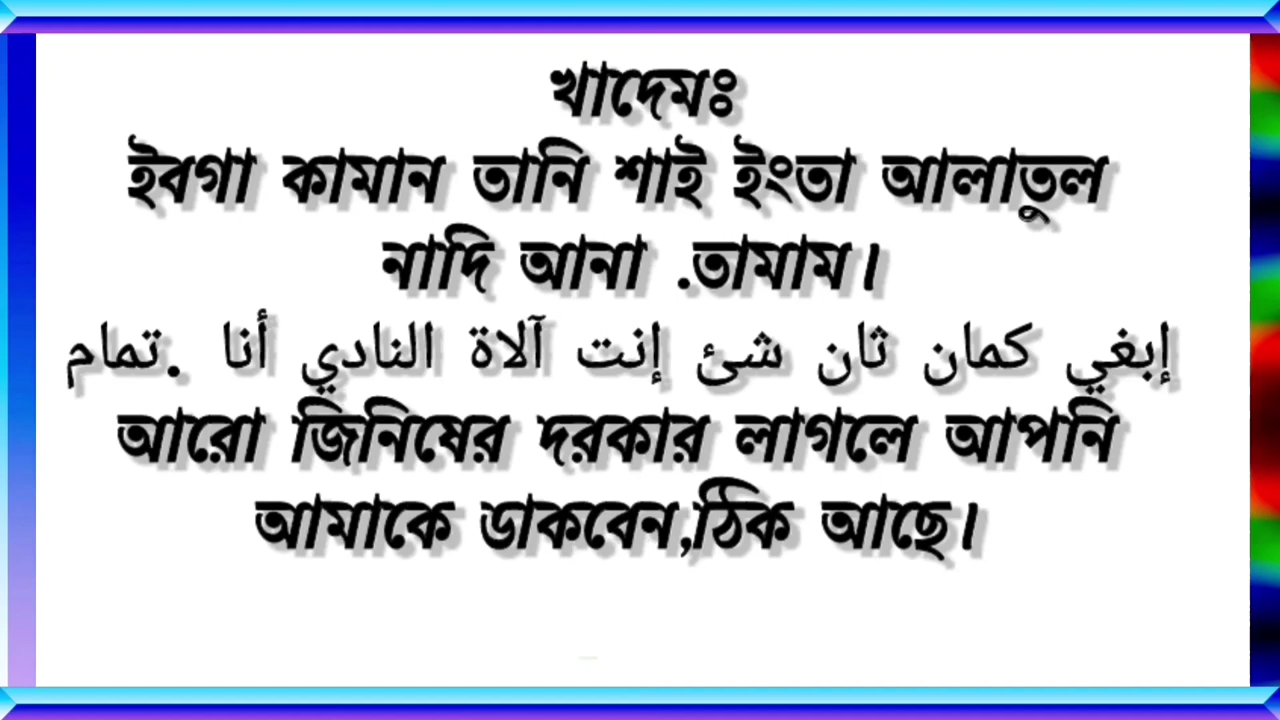 খাদেমঃ
ইবগা কামান তানি শাই ইংতা আলাতুল
নাদি আনা .তামাম।
إبغي كمان ثان شئ إنت آلاة النادي أنا .تمام
আরো জিনিষের দরকার লাগলে আপনি
আমাকে ডাকবেন,ঠিক আছে।